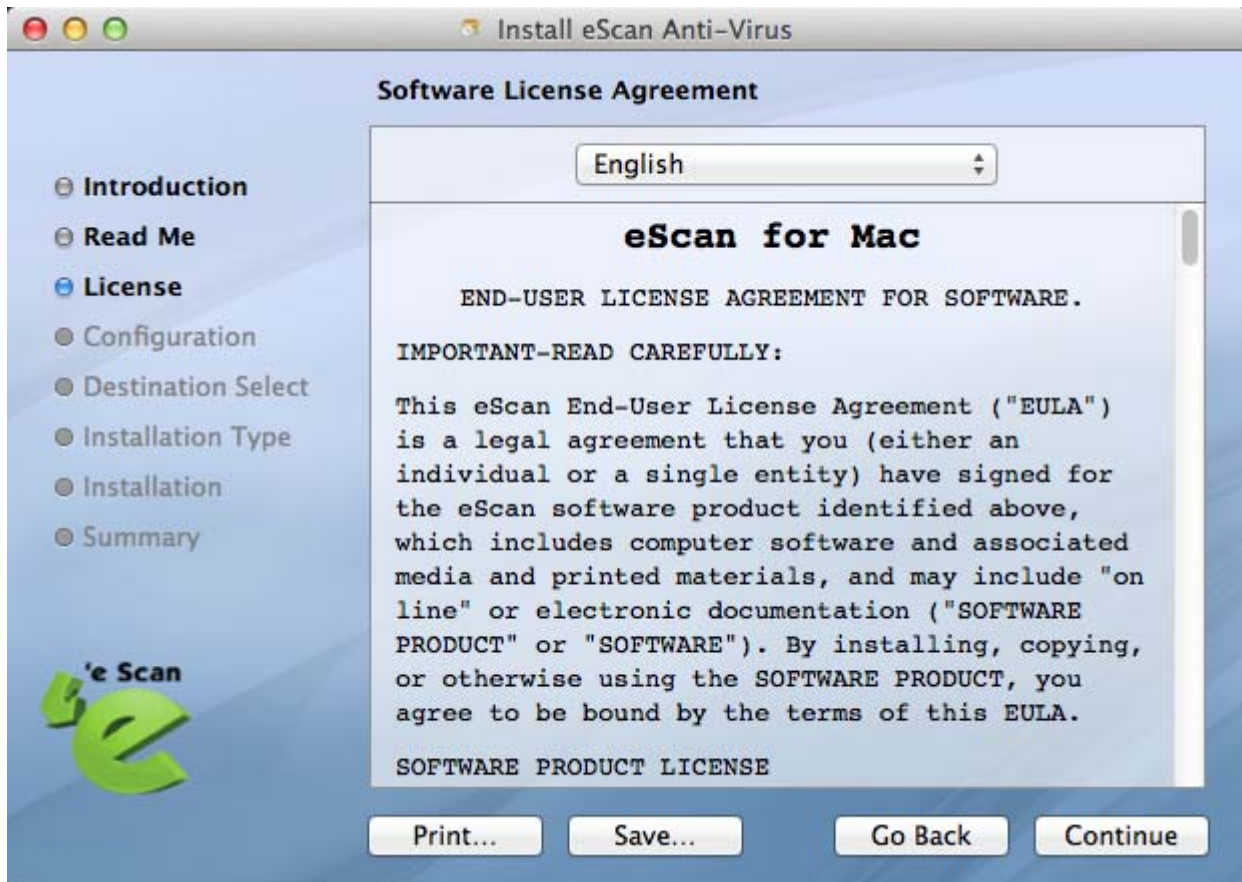 Install eScan Anti-Virus
Software License Agreement
Introduction
Read Me
License
Configuration
Destination Select
Installation Type
Installation
Summary
'e Scan
English
eScan for Mac
END-USER LICENSE AGREEMENT FOR SOFTWARE.
IMPORTANT-READ CAREFULLY:
This eScan End-User License Agreement ("EULA")
is a legal agreement that you (either an
individual or a single entity) have signed for
the eScan software product identified above,
which includes computer software and associated
media and printed materials, and may include "on
line" or electronic documentation ("SOFTWARE
PRODUCT" or "SOFTWARE"). By installing, copying,
or otherwise using the SOFTWARE PRODUCT, you
agree to be bound by the terms of this EULA.
SOFTWARE PRODUCT LICENSE
Print...
Save...
Go Back
Continue